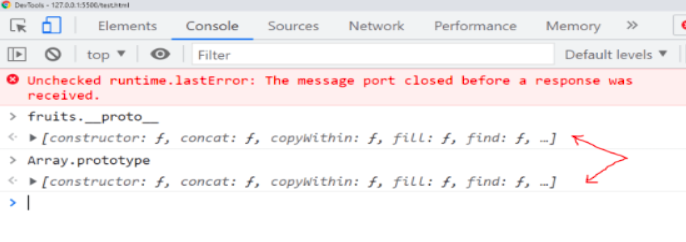 DevTools - 127.0.0.1:5500/test.html
Elements Console Sources Network Performance Memory »
top ▼ Filter Default levels ▼
Unchecked runtime.lastError: The message port closed before a response was
received.
> fruits.__proto__
<· ▶[constructor: ƒ, concat: ƒ, copyWithin: ƒ, fill: ƒ, find: ƒ, …]
> Array.prototype
<· ▶[constructor: ƒ, concat: ƒ, copyWithin: ƒ, fill: ƒ, find: ƒ, …]
>